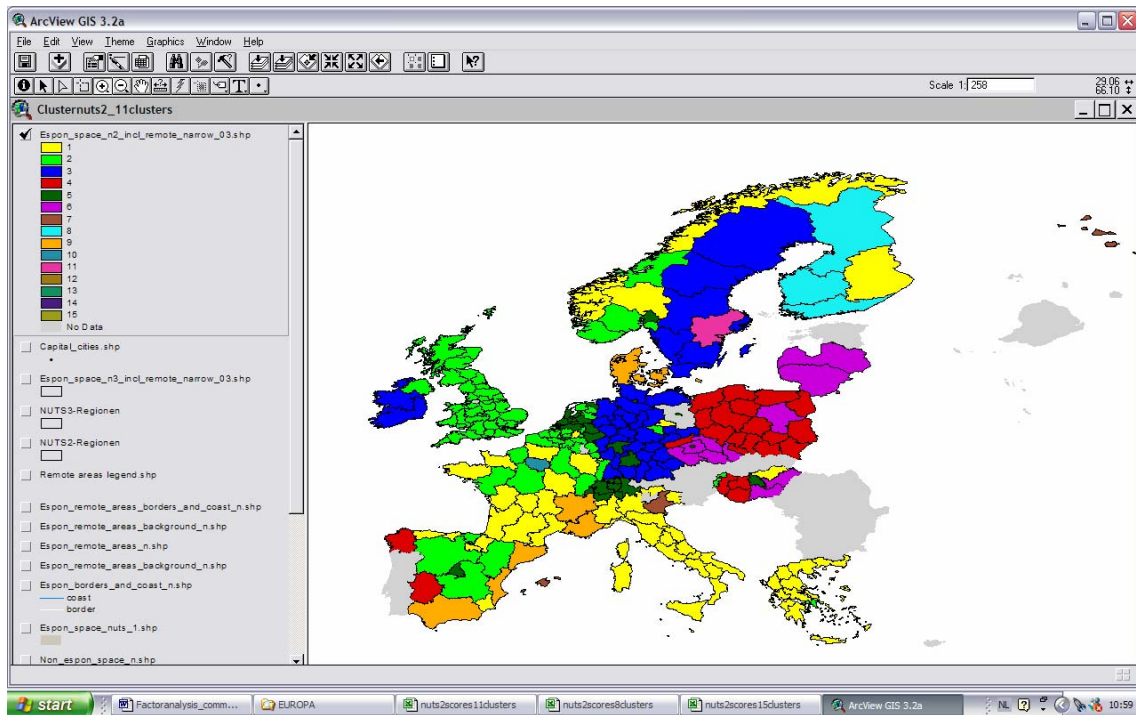 ArcView GIS 3.2a
File Edit View Theme Graphics Window Help
Scale 1: 258
29.06
66.10
Clusternuts2_11clusters
Espon_space_n2_incl_remote_narrow_03.shp
1
2
3
4
5
6
7
8
9
10
11
12
13
14
15
No Data
Capital_cities.shp
Espon_space_n3_incl_remote_narrow_03.shp
NUTS3-Regionen
NUTS2-Regionen
Remote areas legend.shp
Espon_remote_areas_borders_and_coast_n.shp
Espon_remote_areas_background_n.shp
Espon_remote_areas_n.shp
Espon_remote_areas_background_n.shp
Espon_borders_and_coast_n.shp
coast
border
Espon_space_nuts_1.shp
Non_espon_space_n.shp
start Factoranalysis_comm... EUROPA nuts2scores11clusters nuts2scores8clusters nuts2scores15clusters ArcView GIS 3.2a NL 10:59